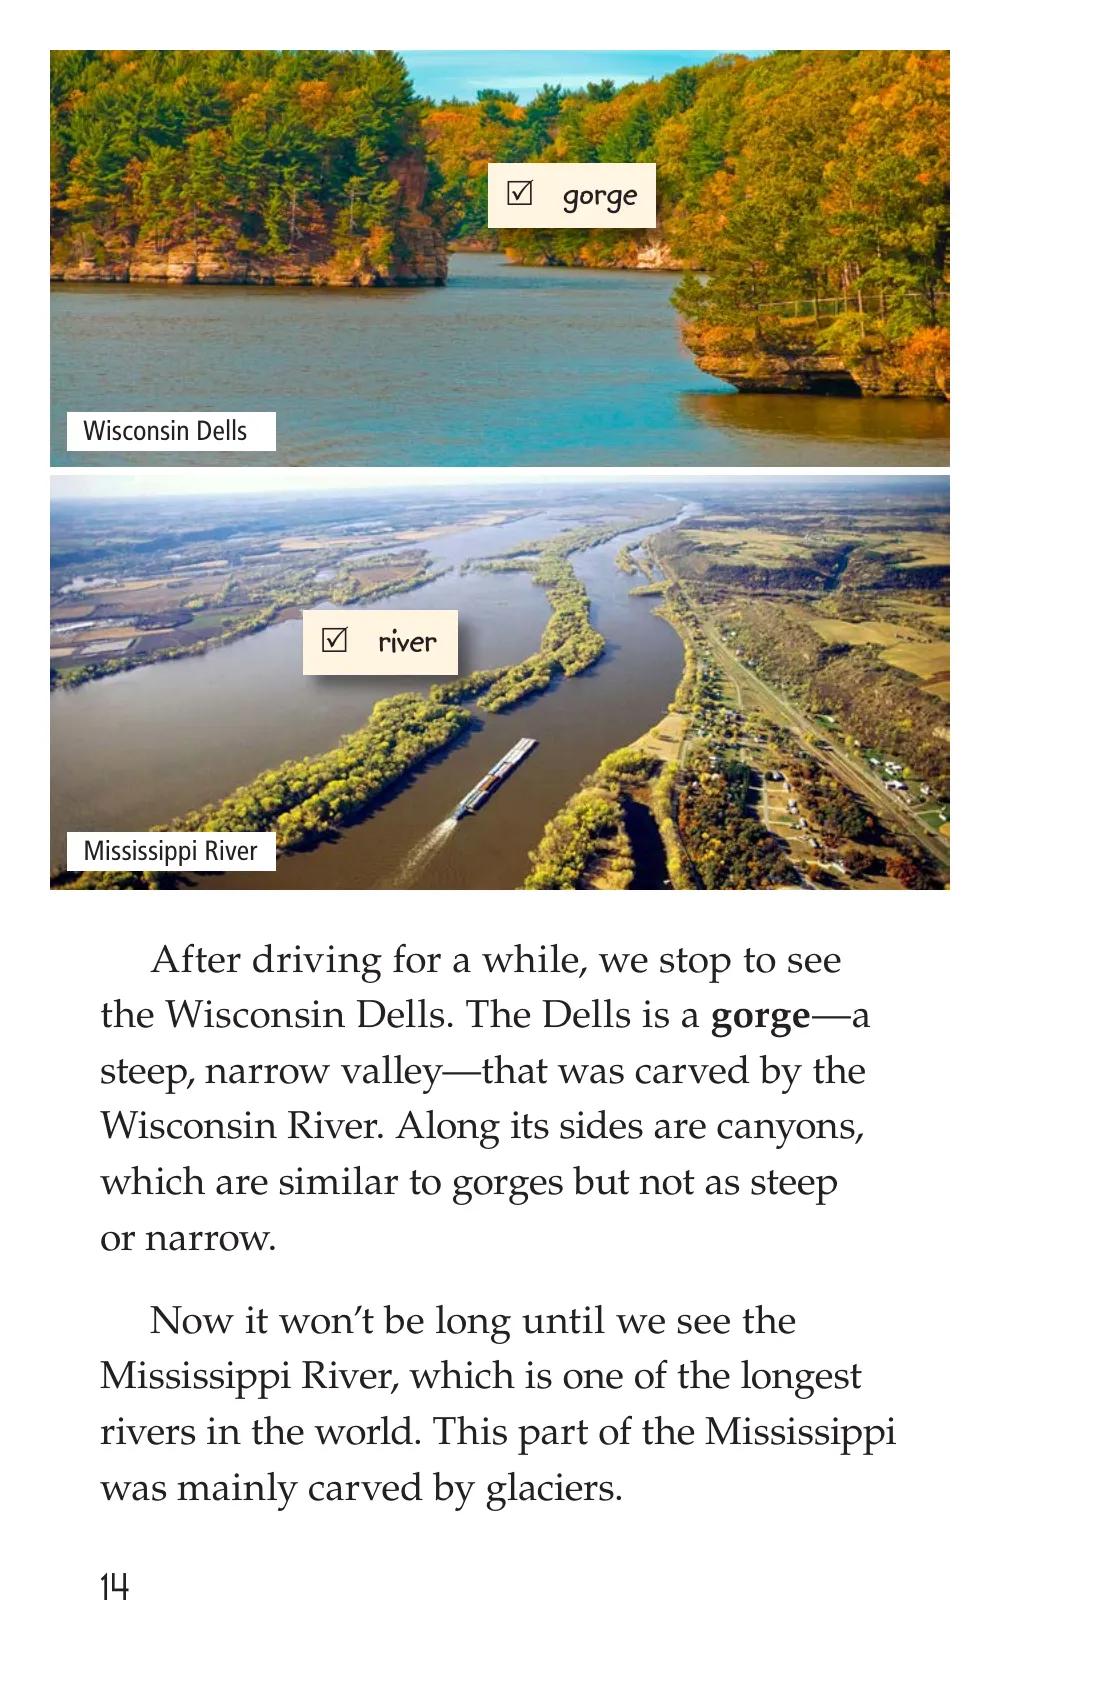 gorge
Wisconsin Dells
river
Mississippi River
After driving for a while, we stop to see
the Wisconsin Dells. The Dells is a gorge—a
steep, narrow valley—that was carved by the
Wisconsin River. Along its sides are canyons,
which are similar to gorges but not as steep
or narrow.
Now it won’t be long until we see the
Mississippi River, which is one of the longest
rivers in the world. This part of the Mississippi
was mainly carved by glaciers.
14